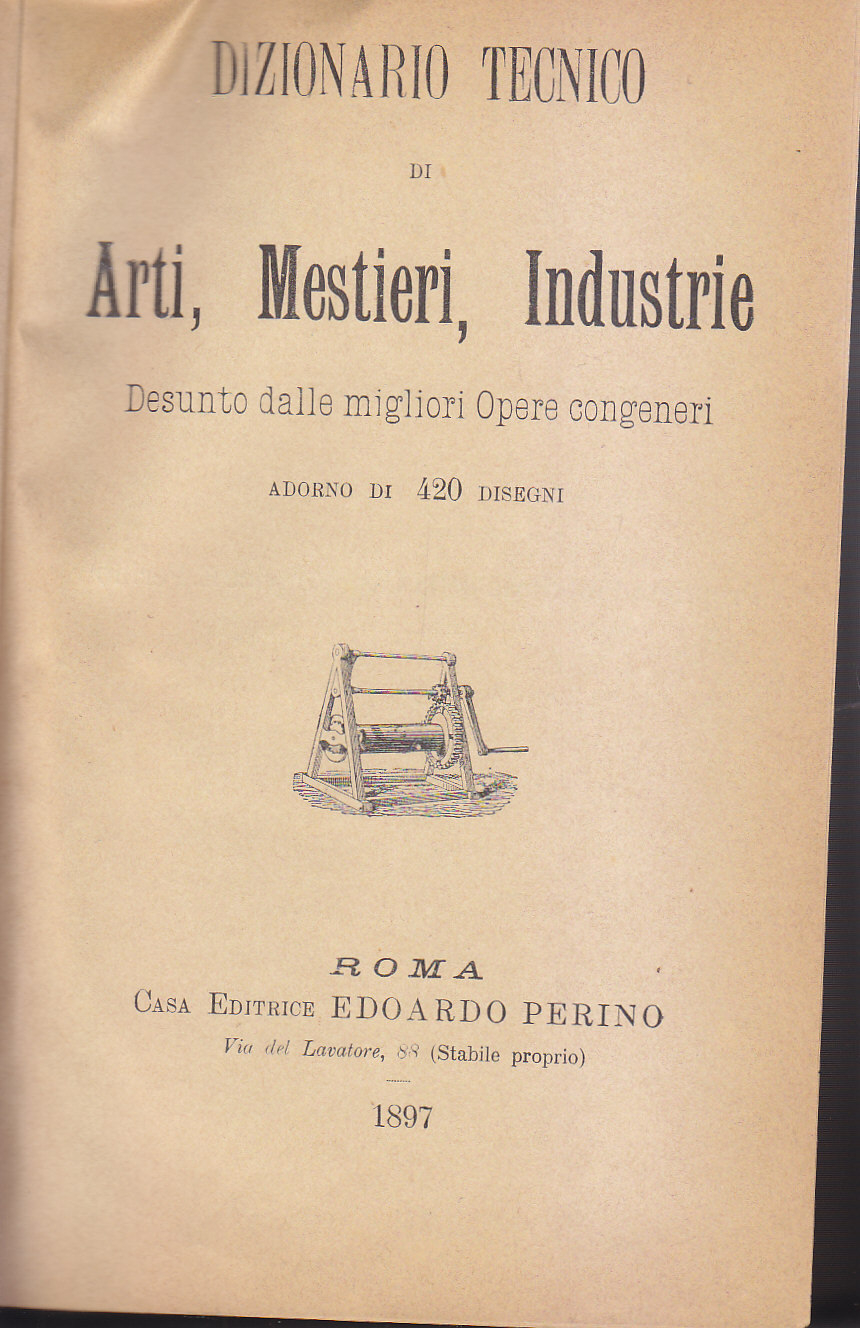 DIZIONARIO TECNICO
DI
Arti, Mestieri, Industrie
Desunto dalle migliori Opere congeneri
ADORNO DI 420 DISEGNI
ROMA
CASA EDITRICE EDOARDO PERINO
Via del Lavatore, 88 (Stabile proprio)
1897